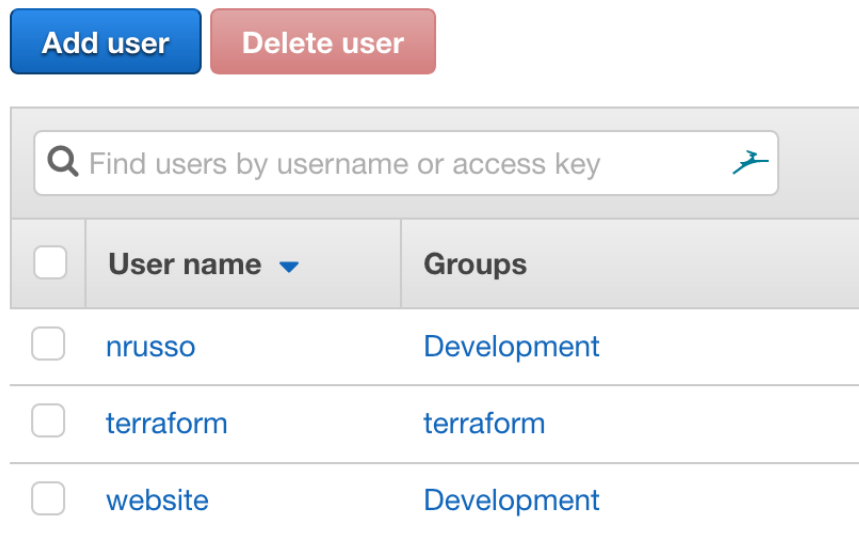 Add user Delete user
Find users by username or access key
User name Groups
nrusso Development
terraform terraform
website Development